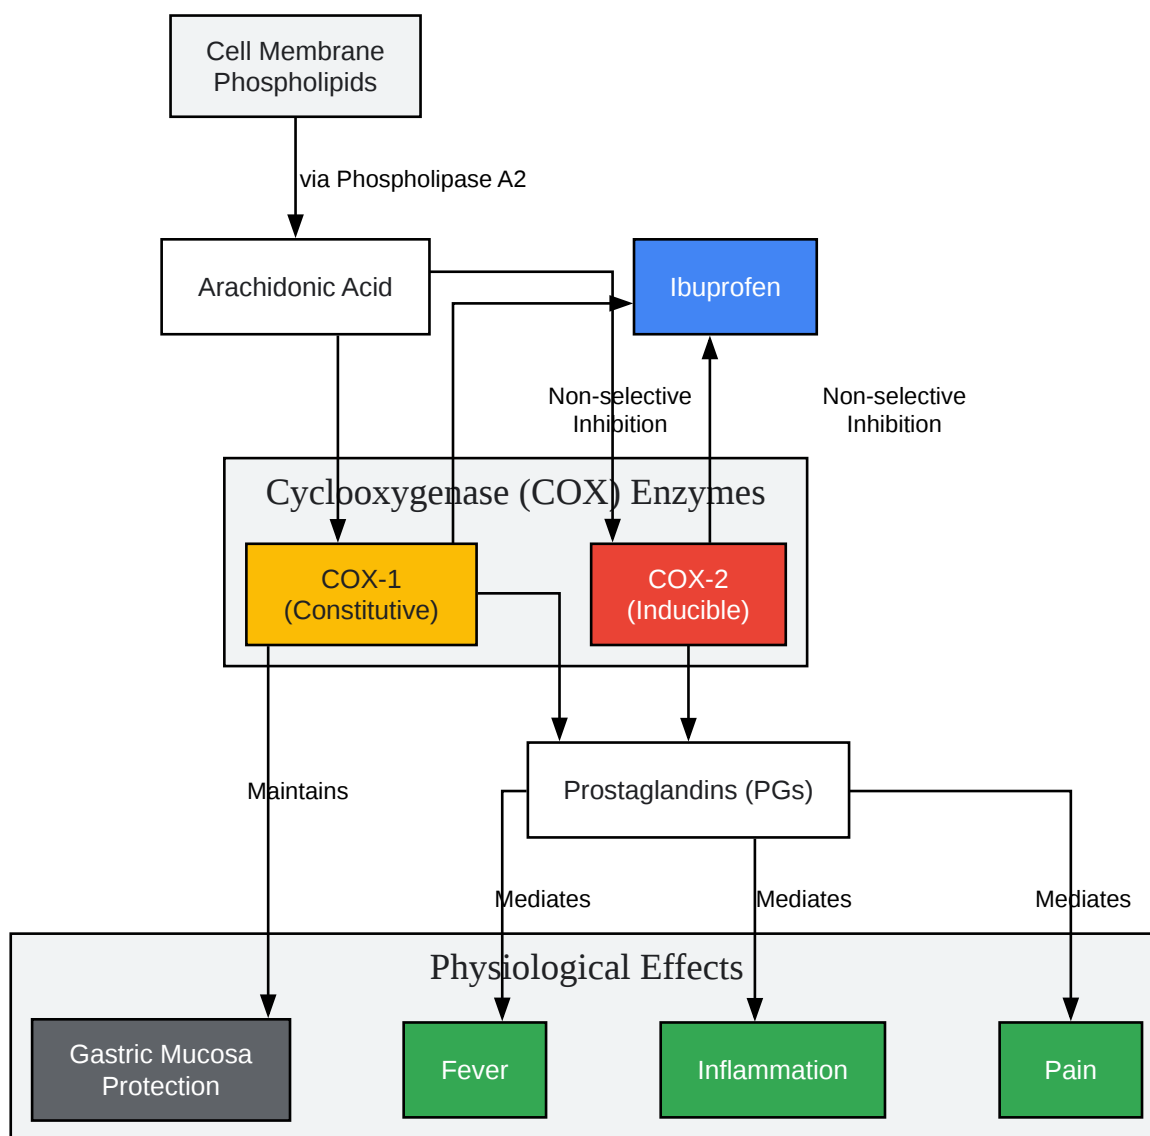 Cell Membrane
Phospholipids
via Phospholipase A2
Arachidonic Acid
Ibuprofen
Non-selective
Inhibition
Non-selective
Inhibition
Cyclooxygenase (COX) Enzymes
COX-1
(Constitutive)
COX-2
(Inducible)
Prostaglandins (PGs)
Maintains
Mediates
Mediates
Mediates
Physiological Effects
Gastric Mucosa
Protection
Fever
Inflammation
Pain